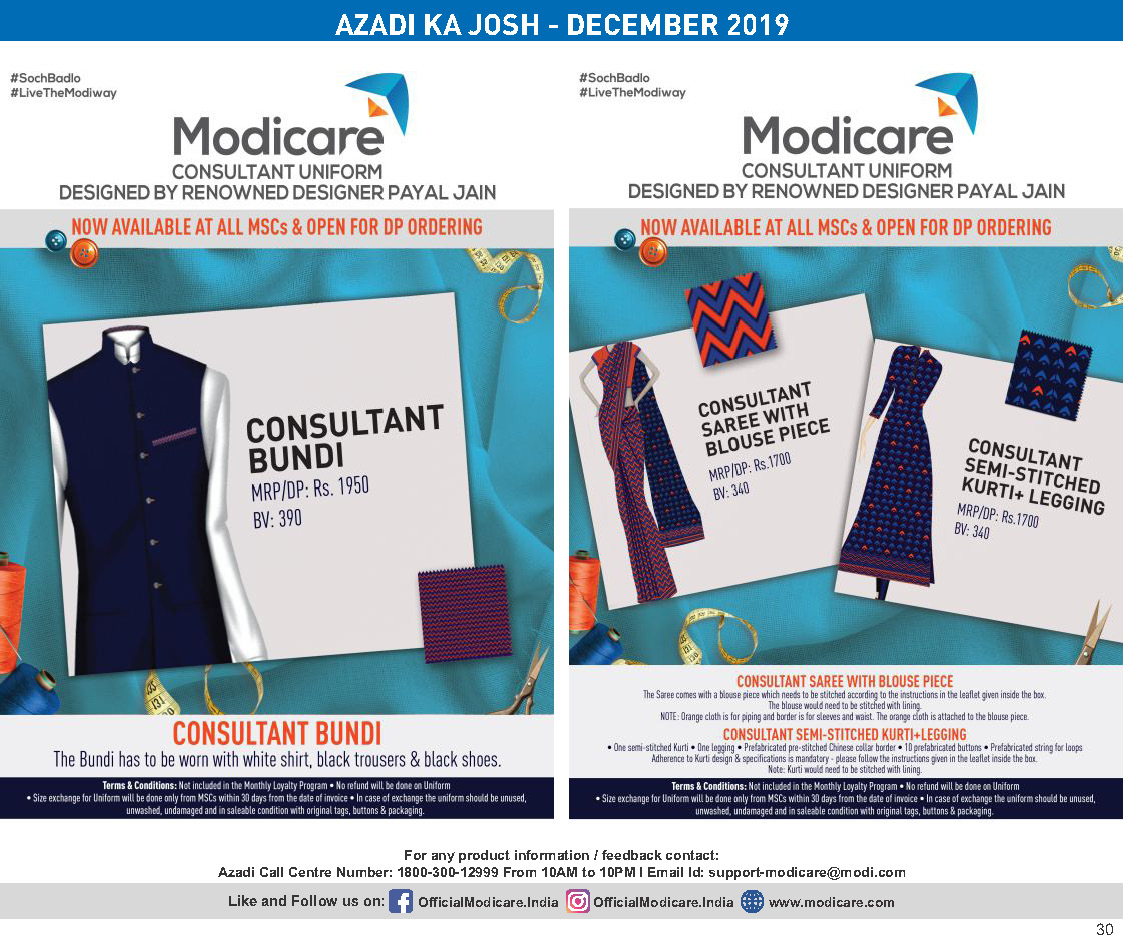 AZADI KA JOSH - DECEMBER 2019
#SochBadlo
#LiveTheModiway
Modicare
CONSULTANT UNIFORM
DESIGNED BY RENOWNED DESIGNER PAYAL JAIN
NOW AVAILABLE AT ALL MSCs & OPEN FOR DP ORDERING
CONSULTANT
BUNDI
MRP/DP: Rs. 1950
BV: 390
CONSULTANT BUNDI
The Bundi has to be worn with white shirt, black trousers & black shoes.
Terms & Conditions: Not included in the Monthly Loyalty Program • No refund will be done on Uniform
• Size exchange for Uniform will be done only from MSCs within 30 days from the date of invoice • In case of exchange the uniform should be unused,
unwashed, undamaged and in saleable condition with original tags, buttons & packaging.
#SochBadlo
#LiveTheModiway
Modicare
CONSULTANT UNIFORM
DESIGNED BY RENOWNED DESIGNER PAYAL JAIN
NOW AVAILABLE AT ALL MSCs & OPEN FOR DP ORDERING
CONSULTANT
SAREE WITH
BLOUSE PIECE
MRP/DP: Rs.1700
BV: 340
CONSULTANT
SEMI-STITCHED
KURTI+ LEGGING
MRP/DP: Rs.1700
BV: 340
CONSULTANT SAREE WITH BLOUSE PIECE
The Saree comes with a blouse piece which needs to be stitched according to the instructions in the leaflet given inside the box.
The blouse would need to be stitched with lining.
NOTE: Orange cloth is for piping and border is for sleeves and waist. The orange cloth is attached to the blouse piece.
CONSULTANT SEMI-STITCHED KURTI+LEGGING
• One semi-stitched Kurti • One legging • Prefabricated pre-stitched Chinese collar border • 10 prefabricated buttons • Prefabricated string for loops
Adherence to Kurti design & specifications is mandatory - please follow the instructions given in the leaflet inside the box.
Note: Kurti would need to be stitched with lining.
Terms & Conditions: Not included in the Monthly Loyalty Program • No refund will be done on Uniform
• Size exchange for Uniform will be done only from MSCs within 30 days from the date of invoice • In case of exchange the uniform should be unused,
unwashed, undamaged and in saleable condition with original tags, buttons & packaging.
For any product information / feedback contact:
Azadi Call Centre Number: 1800-300-12999 From 10AM to 10PM I Email Id: support-modicare@modi.com
Like and Follow us on: OfficialModicare.India OfficialModicare.India www.modicare.com
30